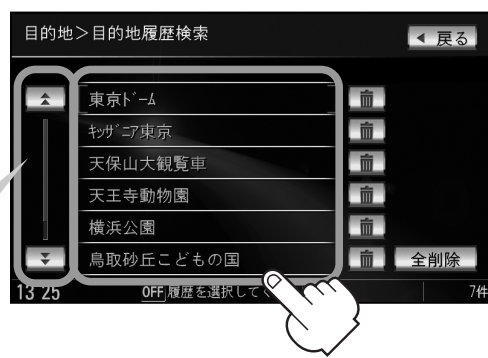 目的地>目的地履歴検索
戻る
東京ﾄﾞｰﾑ
ｷｯｻﾞﾆｱ東京
天保山大観覧車
天王寺動物園
横浜公園
鳥取砂丘こどもの国
全削除
13 25
OFF 履歴を選択して
7件